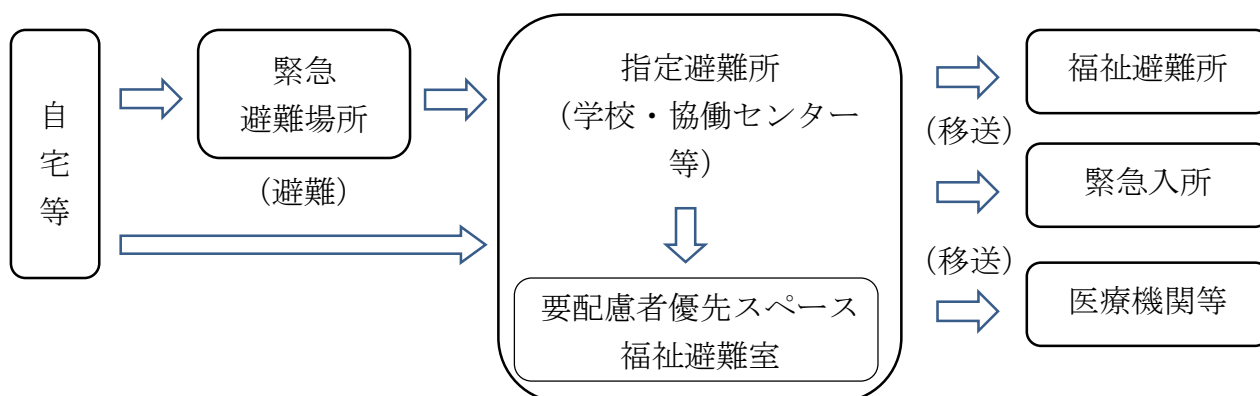 自
宅
等
緊急
避難場所
（避難）
指定避難所
（学校・協働センター
等）
要配慮者優先スペース
福祉避難室
福祉避難所
（移送）
緊急入所
（移送）
医療機関等